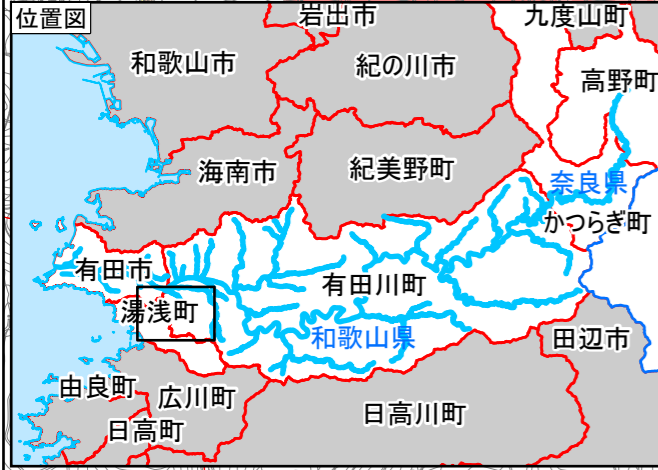 位置図
岩出市
九度山町
和歌山市
紀の川市
高野町
海南市
紀美野町
奈良県
かつらぎ町
有田市
有田川町
湯浅町
和歌山県
田辺市
由良町
広川町
日高川町
日高町